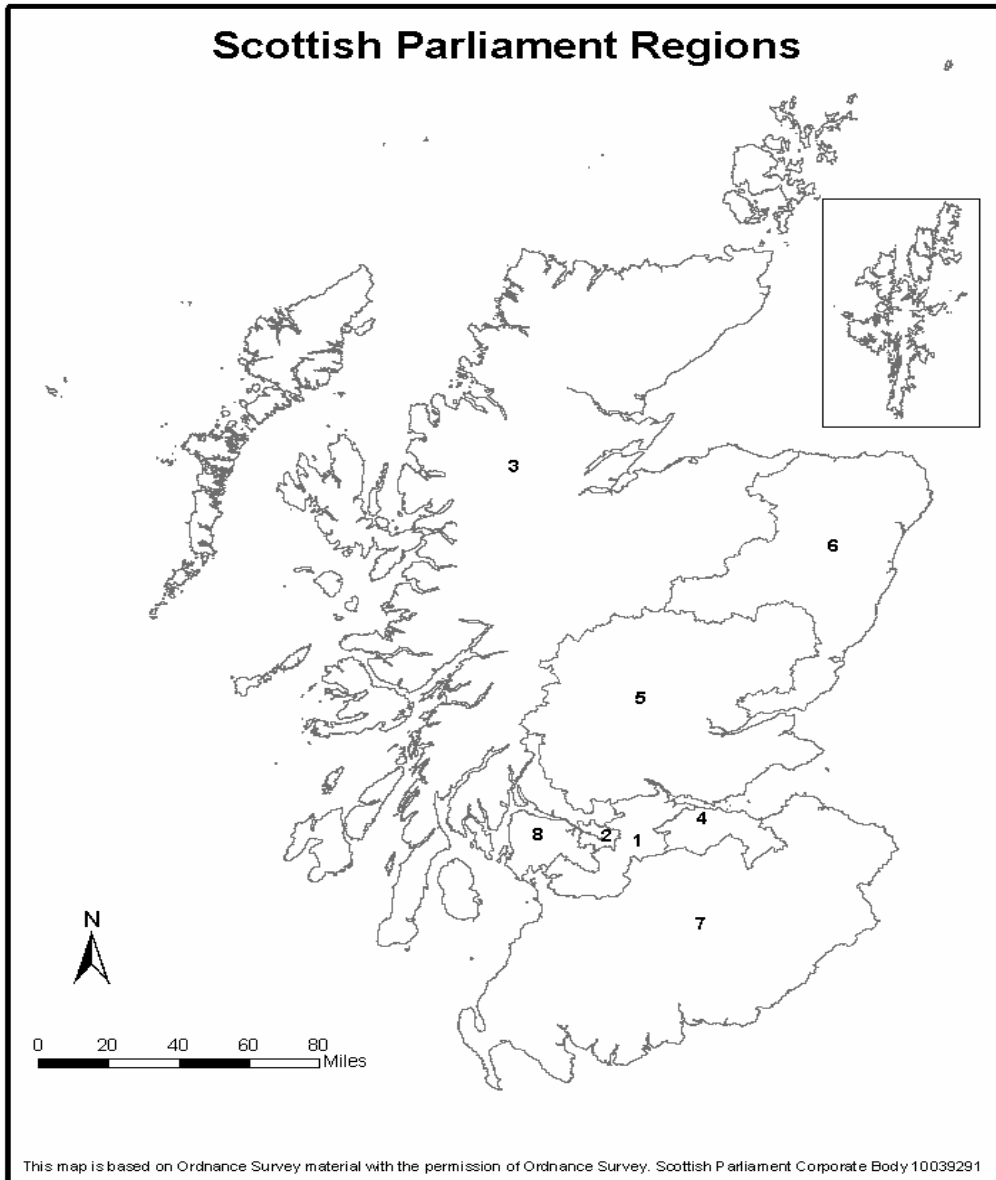 Scottish Parliament Regions
3
6
5
8
2
1
4
7
N
0 20 40 60 80
Miles
This map is based on Ordnance Survey material with the permission of Ordnance Survey. Scottish Parliament Corporate Body 10039291